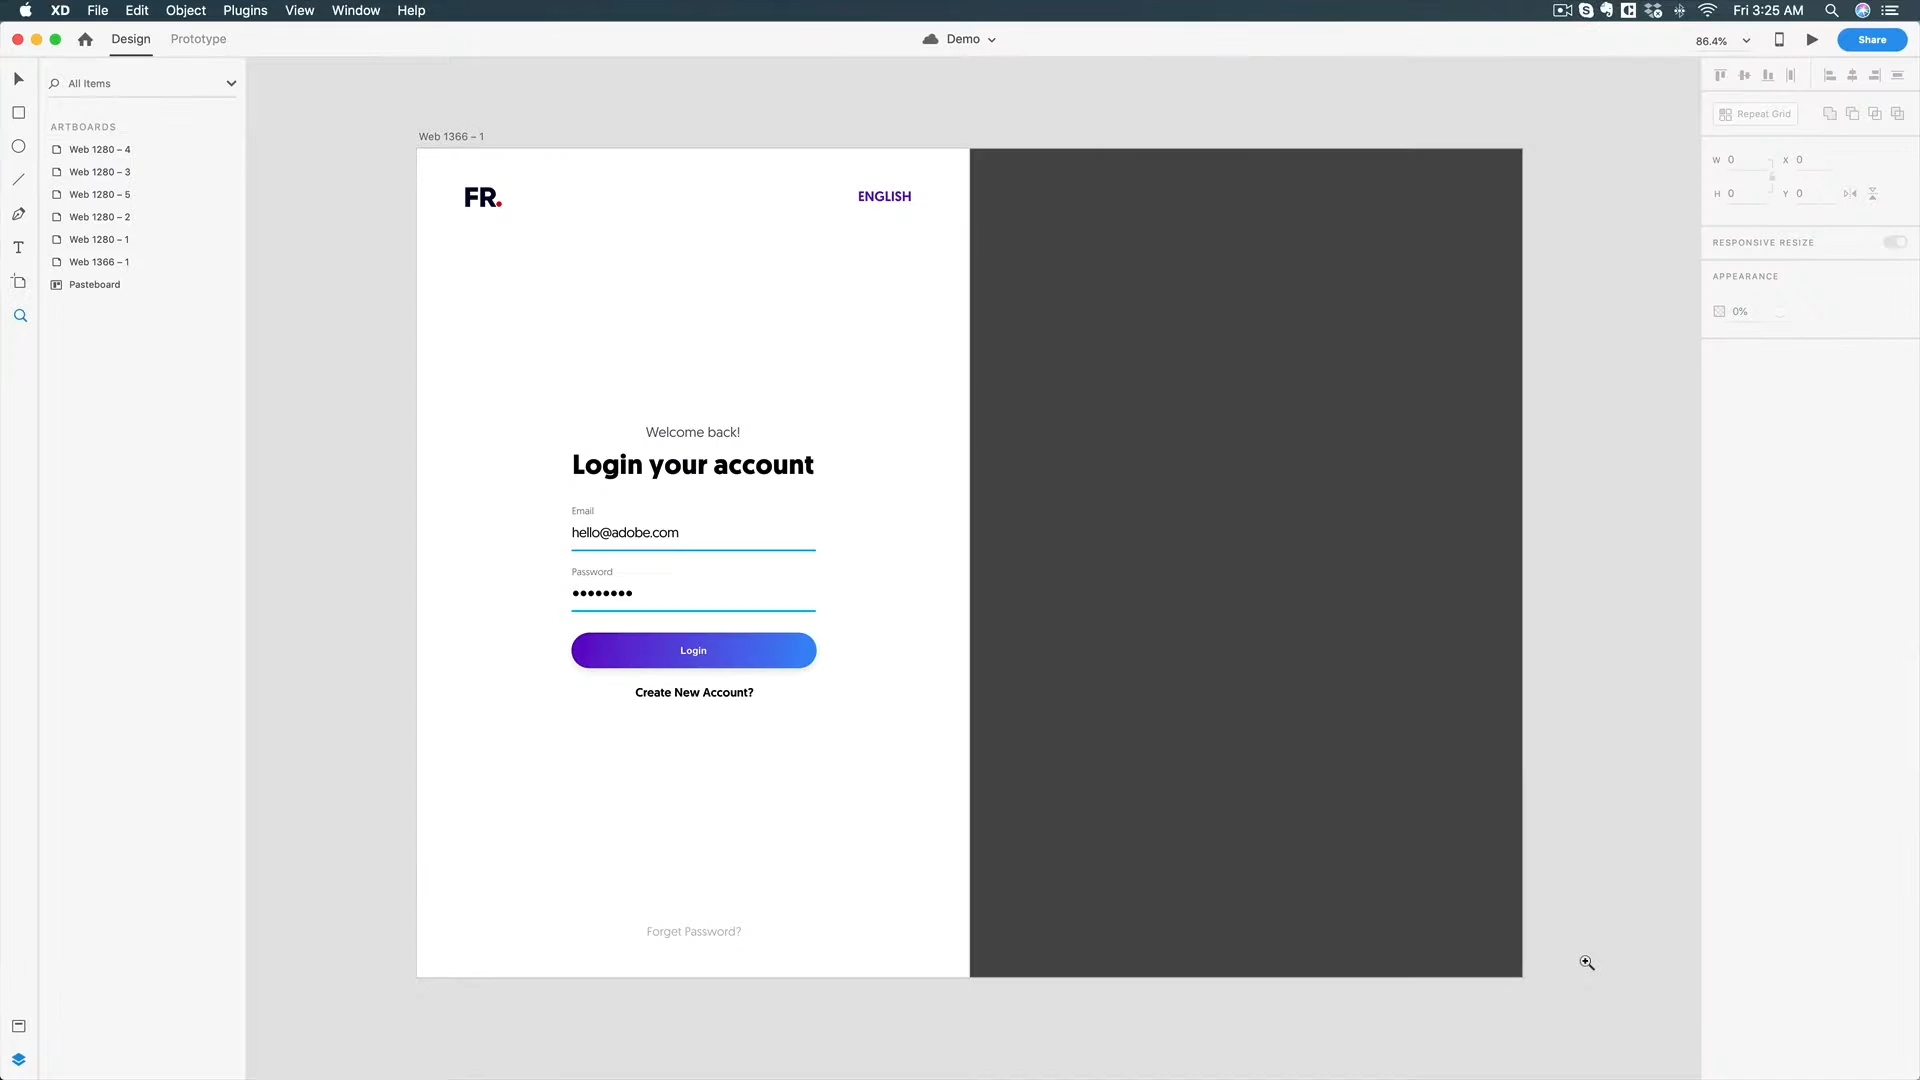 XD File Edit Object Plugins View Window Help
Fri 3:25 AM
Design Prototype
Demo
86.4%
Share
All Items
ARTBOARDS
Web 1280 – 4
Web 1280 – 3
Web 1280 – 5
Web 1280 – 2
Web 1280 – 1
Web 1366 – 1
Pasteboard
Web 1366 – 1
FR.
ENGLISH
Welcome back!
Login your account
Email
hello@adobe.com
Password
Login
Create New Account?
Forget Password?
Repeat Grid
W 0 X 0
H 0 Y 0
RESPONSIVE RESIZE
APPEARANCE
0%